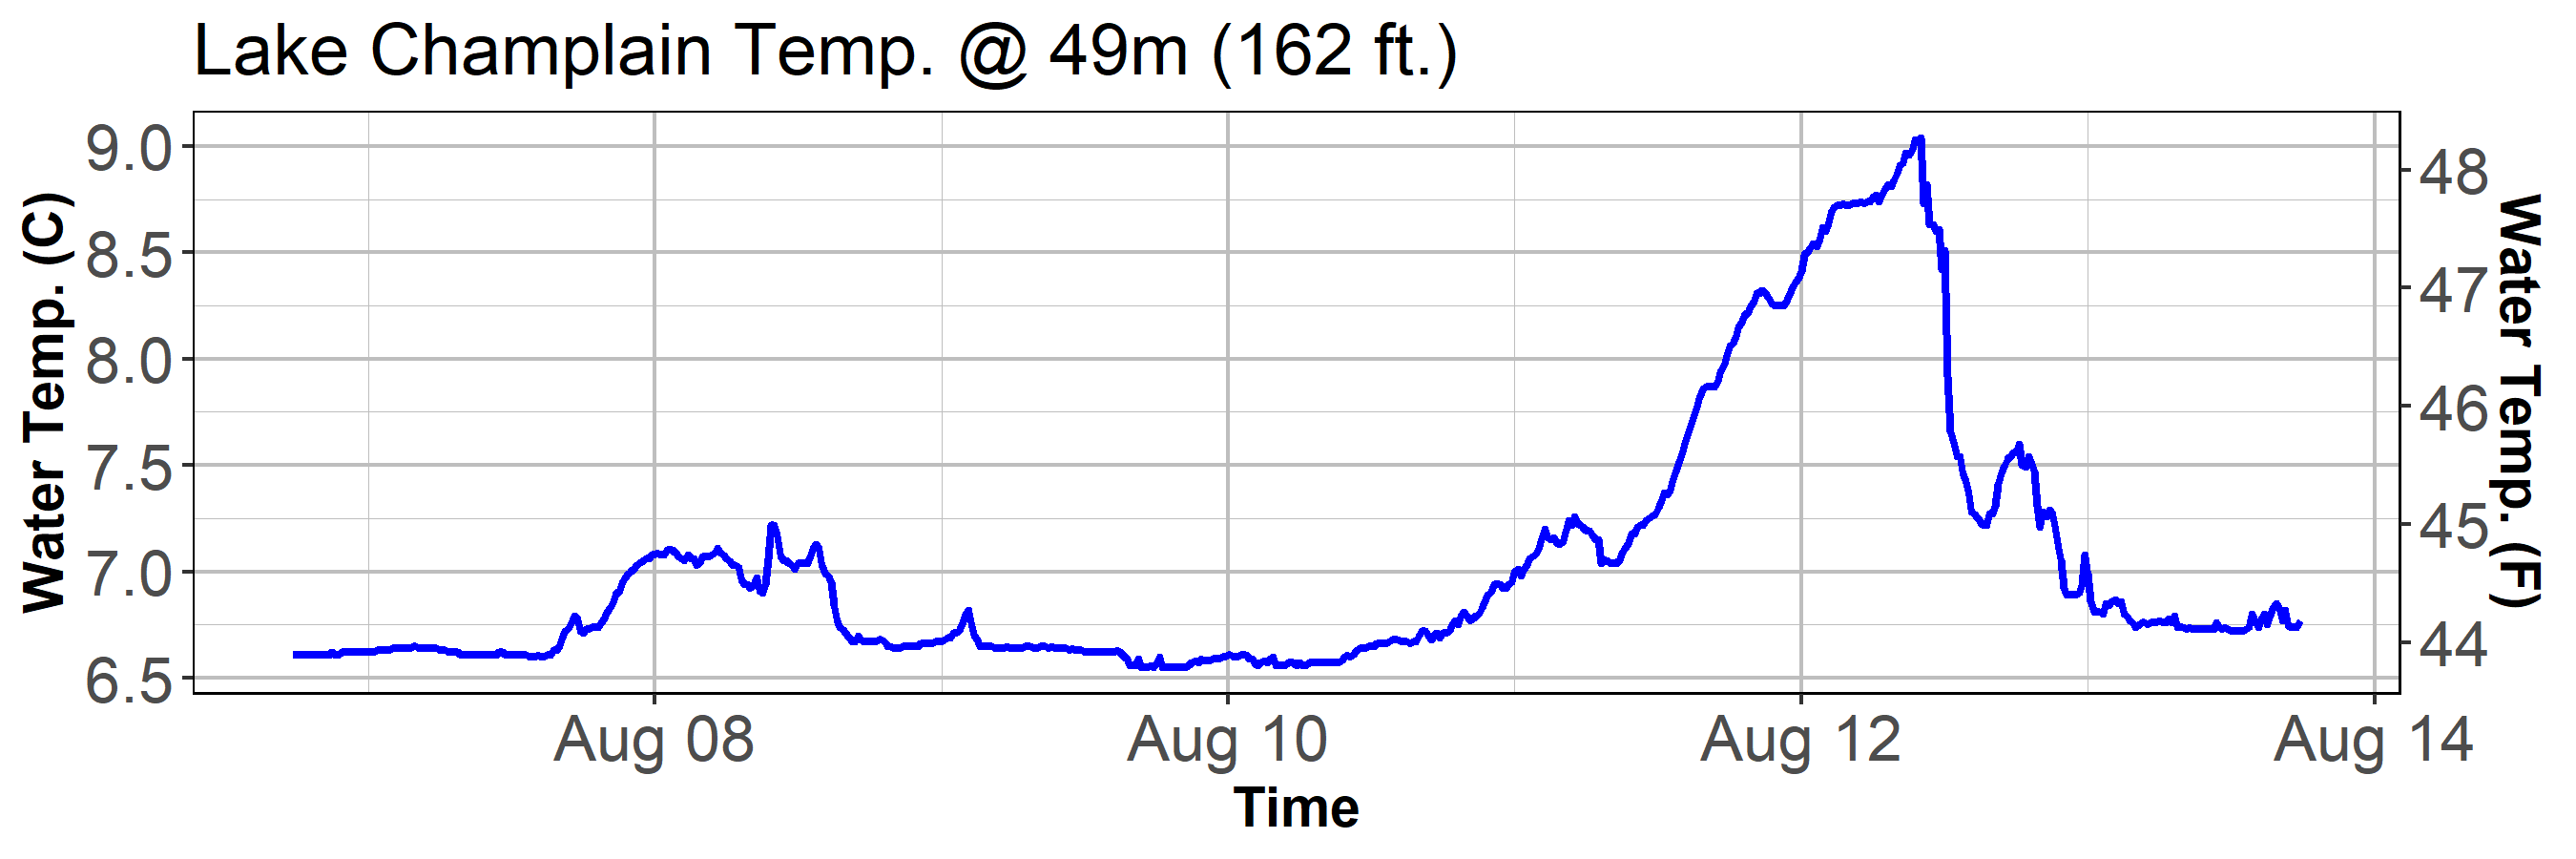 Lake Champlain Temp. @ 49m (162 ft.)
Water Temp. (C)
9.0
8.5
8.0
7.5
7.0
6.5
48
47
46
45
44
Water Temp. (F)
Aug 08
Aug 10
Aug 12
Aug 14
Time